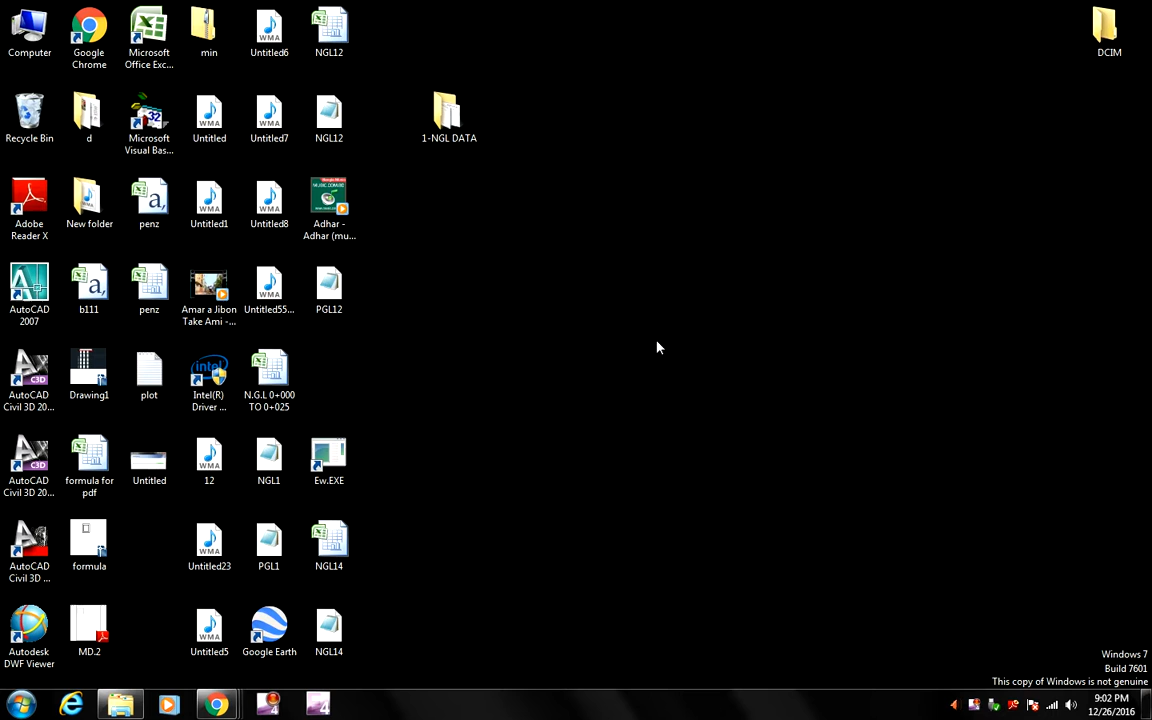 Computer
Google
Chrome
Microsoft
Office Exc...
min
Untitled6
NGL12
DCIM
Recycle Bin
d
Microsoft
Visual Bas...
Untitled
Untitled7
NGL12
1-NGL DATA
Adobe
Reader X
New folder
penz
Untitled1
Untitled8
Adhar -
Adhar (mu...
AutoCAD
2007
b111
penz
Amar a Jibon
Take Ami -...
Untitled55...
PGL12
AutoCAD
Civil 3D 20...
Drawing1
plot
Intel(R)
Driver ...
N.G.L 0+000
TO 0+025
AutoCAD
Civil 3D 20...
formula for
pdf
Untitled
12
NGL1
Ew.EXE
AutoCAD
Civil 3D ...
formula
Untitled23
PGL1
NGL14
Autodesk
DWF Viewer
MD.2
Untitled5
Google Earth
NGL14
Windows 7
Build 7601
This copy of Windows is not genuine
9:02 PM
12/26/2016